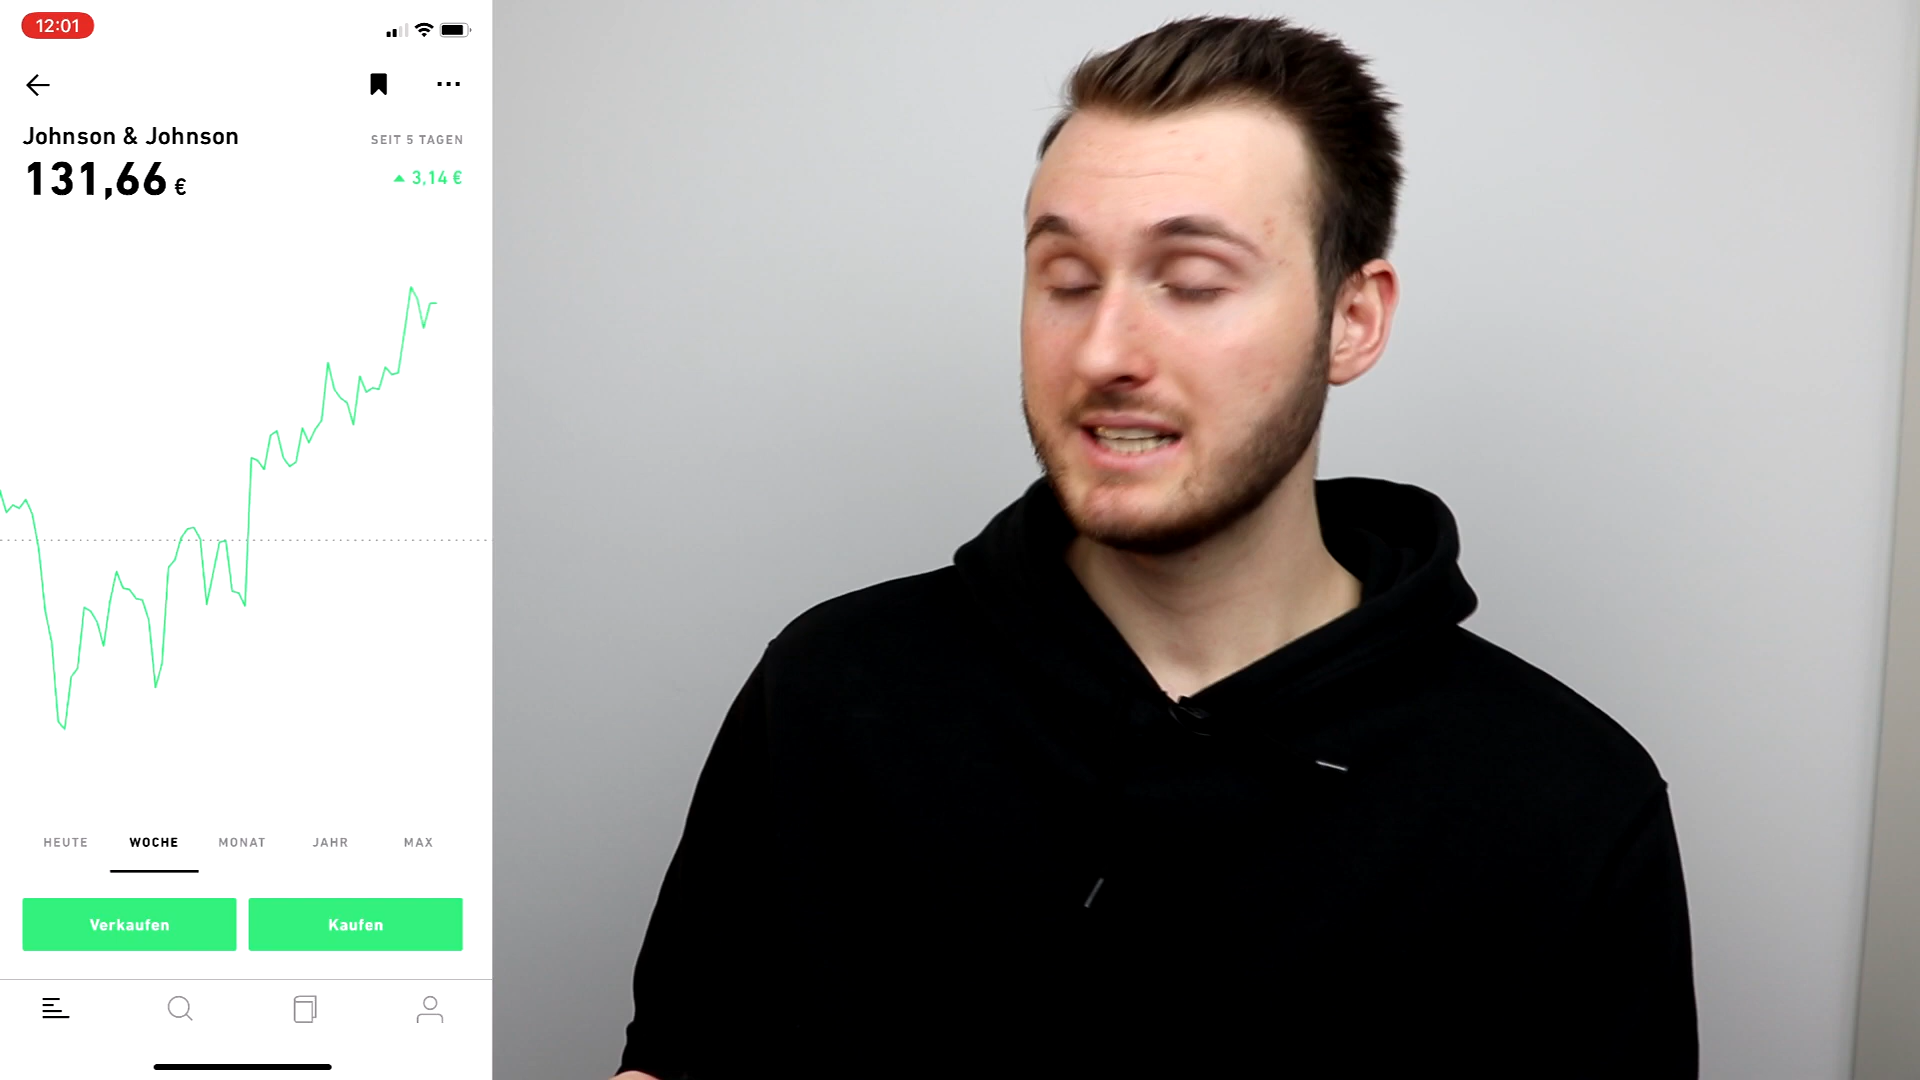 12:01
Johnson & Johnson
SEIT 5 TAGEN
131,66 €
▲ 3,14 €
HEUTE WOCHE MONAT JAHR MAX
Verkaufen Kaufen